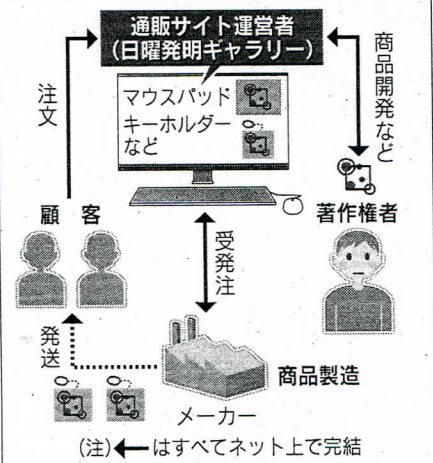 通販サイト運営者
(日曜発明ギャラリー)
注文
マウスパッド
キーホルダー
など
商品開発など
顧客
受発注
著作権者
発送
商品製造
メーカー
(注)←はすべてネット上で完結